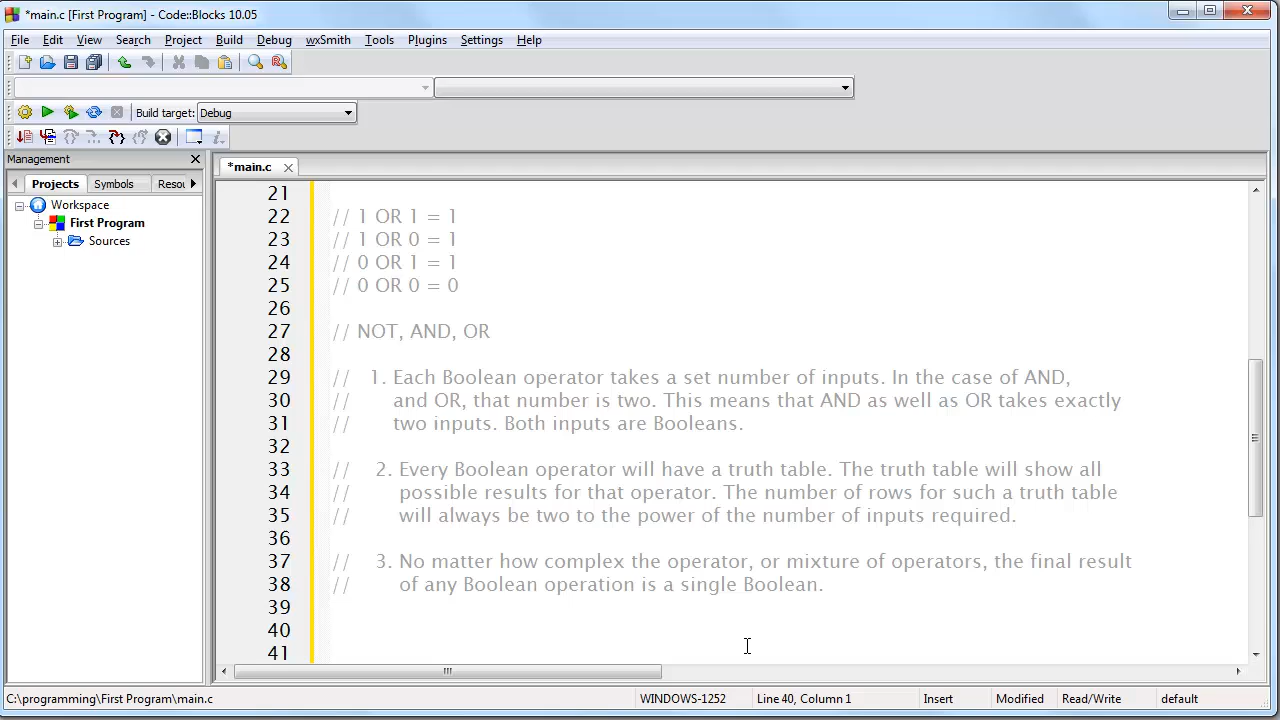 *main.c [First Program] - Code::Blocks 10.05
File Edit View Search Project Build Debug wxSmith Tools Plugins Settings Help
Build target: Debug
Management
*main.c
Projects Symbols Resou
Workspace
First Program
Sources
21
22 // 1 OR 1 = 1
23 // 1 OR 0 = 1
24 // 0 OR 1 = 1
25 // 0 OR 0 = 0
26
27 // NOT, AND, OR
28
29 // 1. Each Boolean operator takes a set number of inputs. In the case of AND,
30 // and OR, that number is two. This means that AND as well as OR takes exactly
31 // two inputs. Both inputs are Booleans.
32
33 // 2. Every Boolean operator will have a truth table. The truth table will show all
34 // possible results for that operator. The number of rows for such a truth table
35 // will always be two to the power of the number of inputs required.
36
37 // 3. No matter how complex the operator, or mixture of operators, the final result
38 // of any Boolean operation is a single Boolean.
39
40
41
C:\programming\First Program\main.c WINDOWS-1252 Line 40, Column 1 Insert Modified Read/Write default